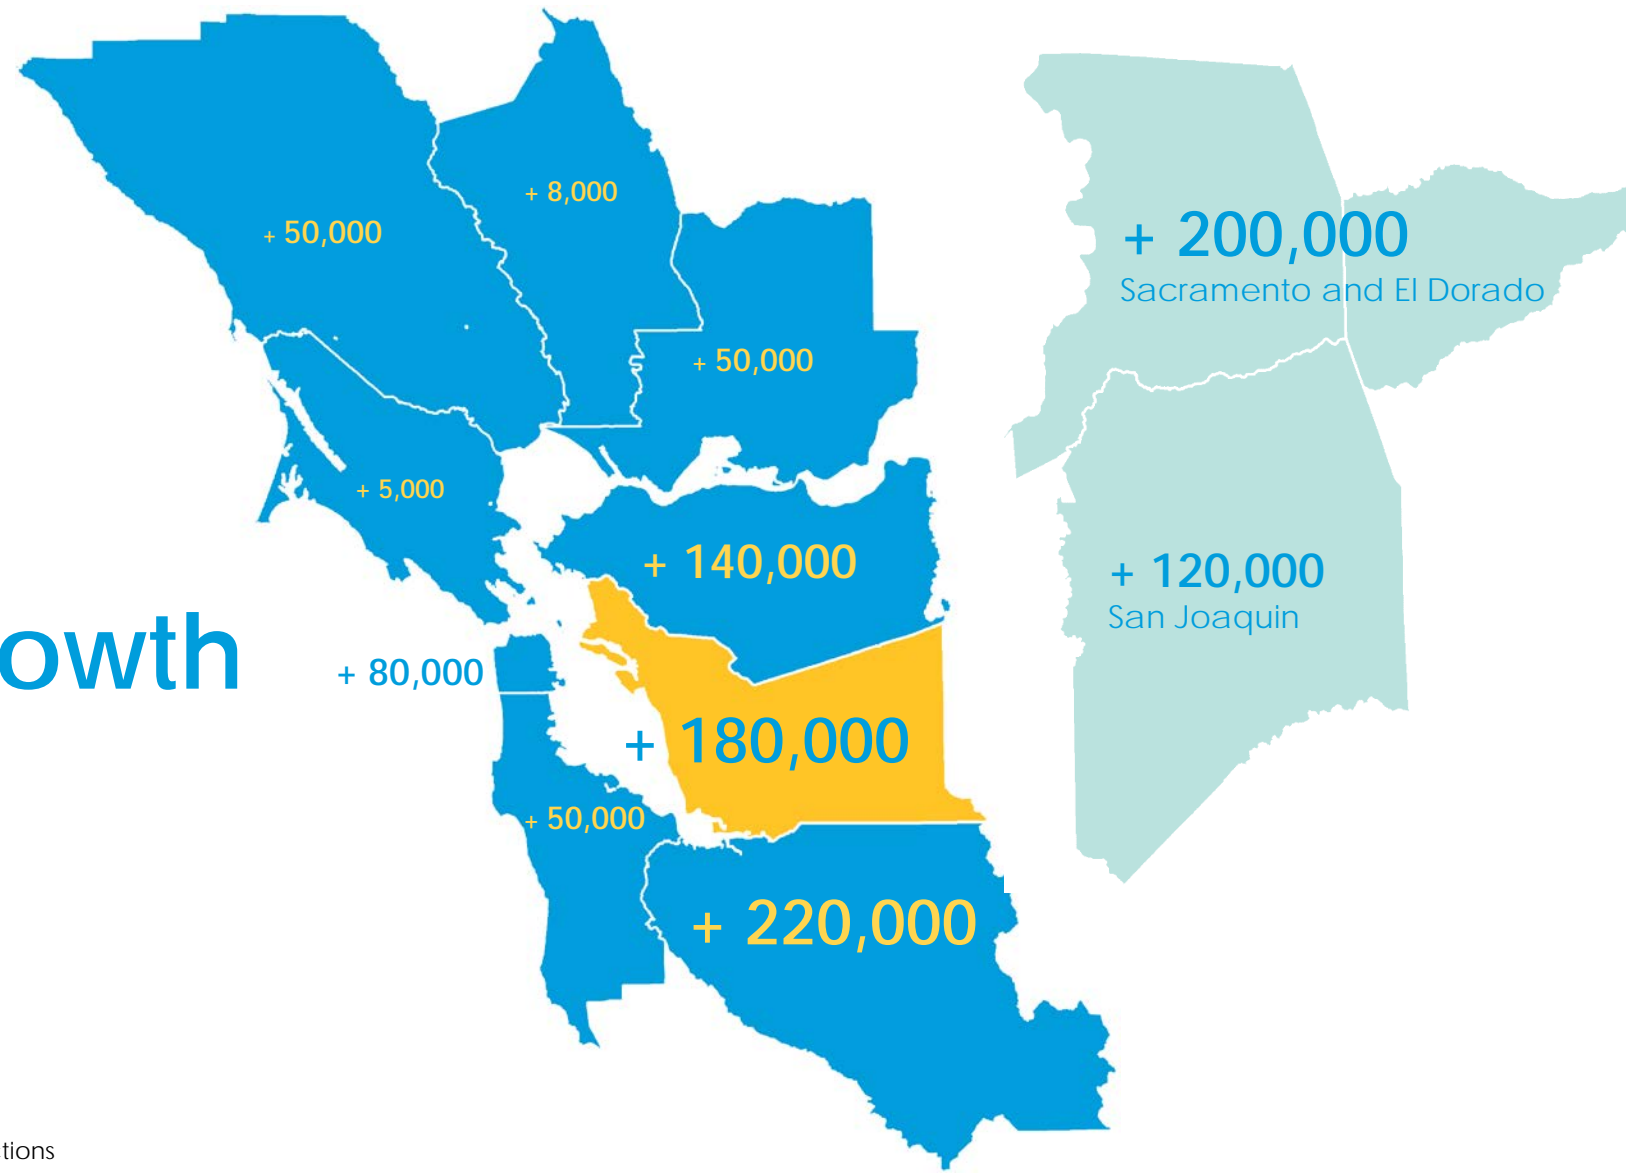 + 8,000
+ 50,000
+ 200,000
Sacramento and El Dorado
+ 50,000
+ 5,000
+ 140,000
+ 120,000
San Joaquin
owth
+ 80,000
+ 180,000
+ 50,000
+ 220,000
tions